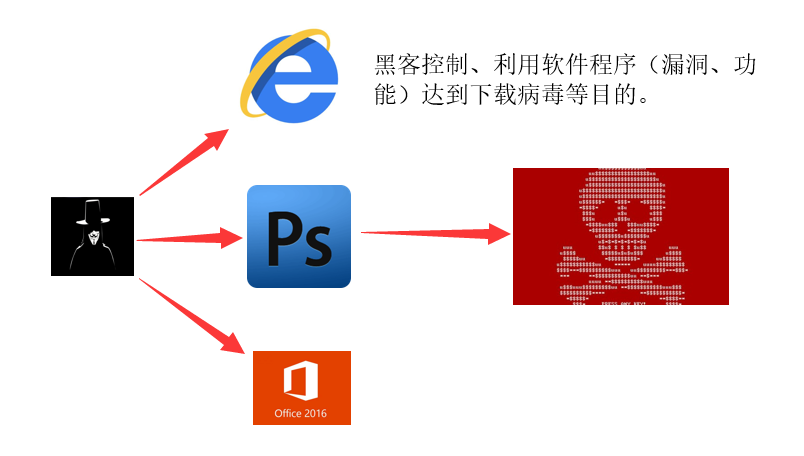 黑客控制、利用软件程序（漏洞、功
能）达到下载病毒等目的。
Ps
Office 2016
PRESS ANY KEY!